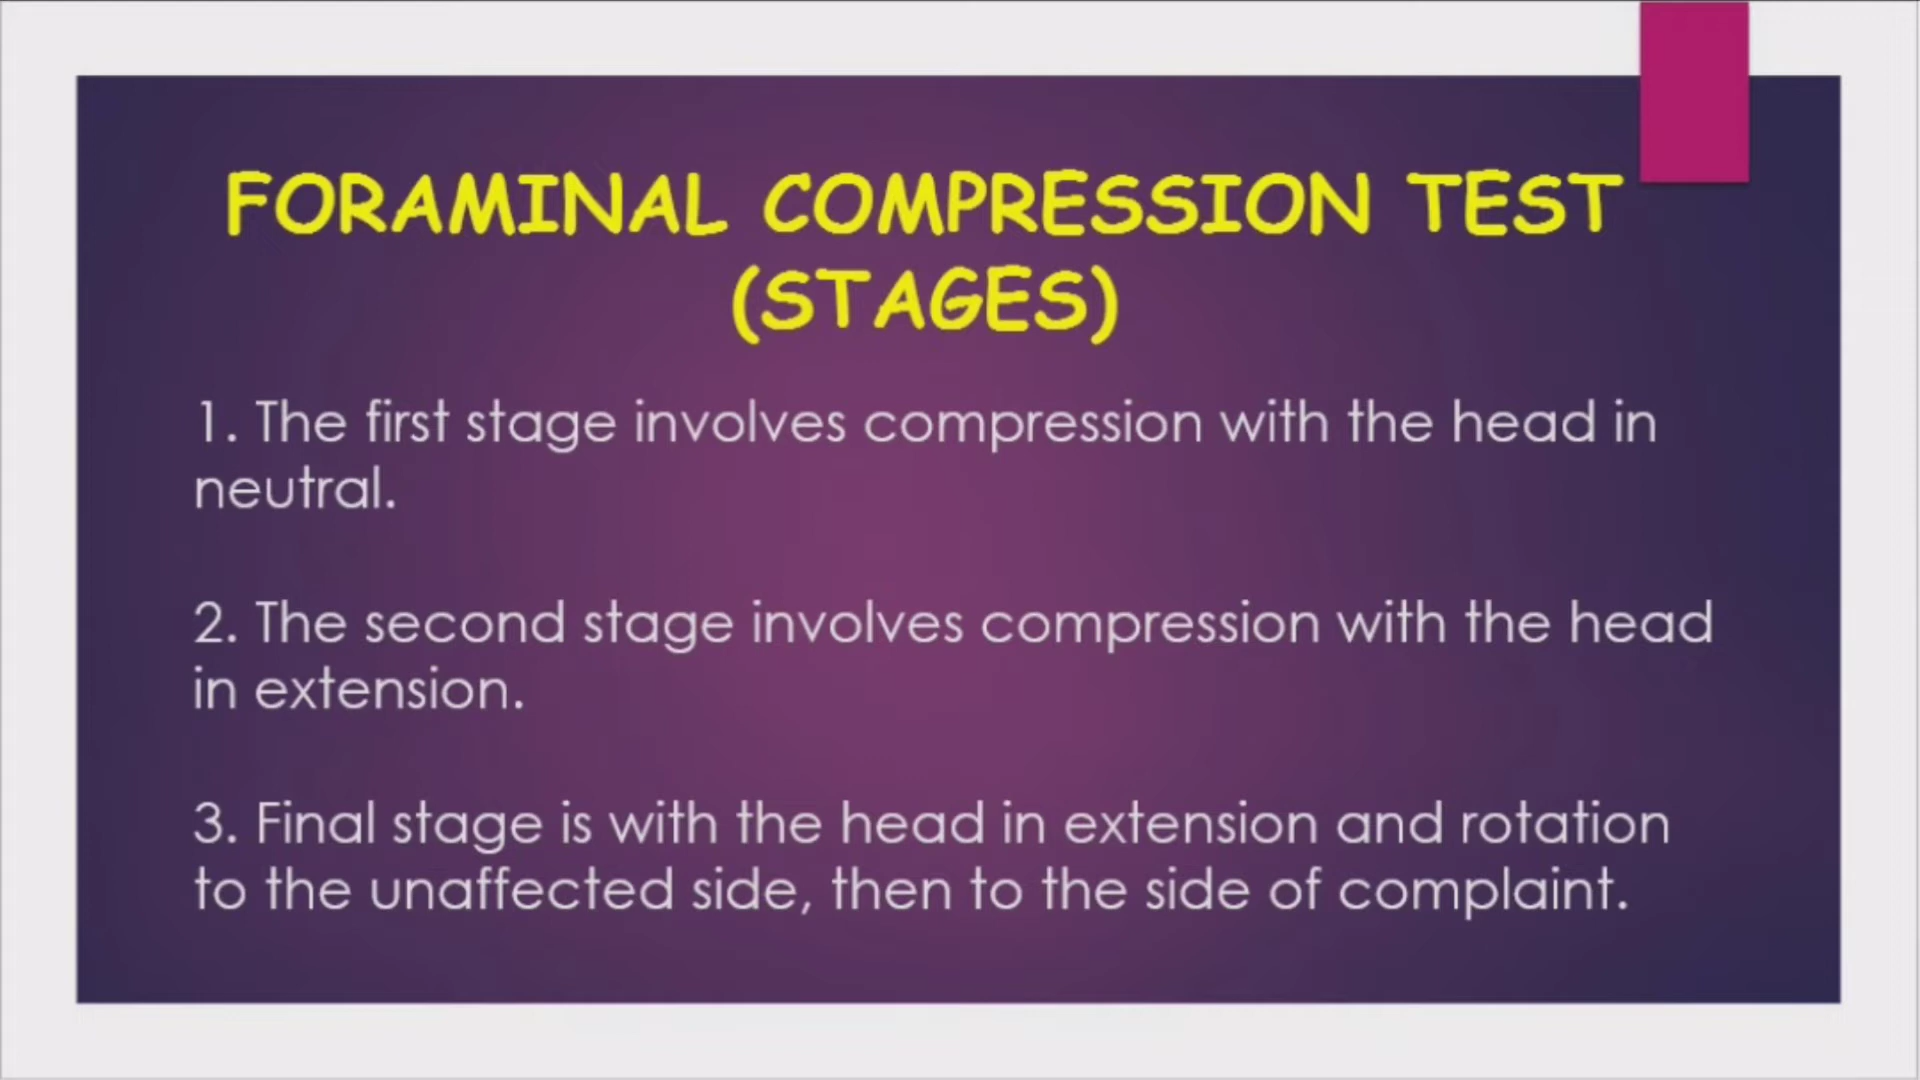 FORAMINAL COMPRESSION TEST
(STAGES)
1. The first stage involves compression with the head in
neutral.
2. The second stage involves compression with the head
in extension.
3. Final stage is with the head in extension and rotation
to the unaffected side, then to the side of complaint.